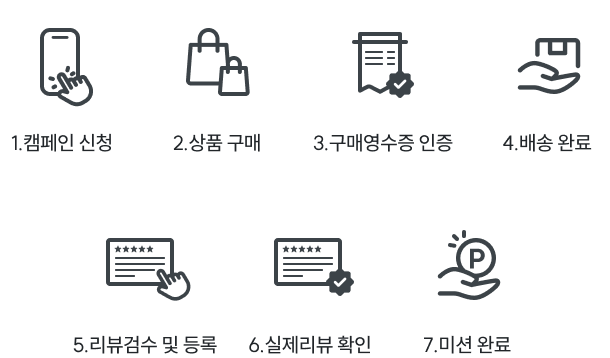 1.캠페인 신청
2.상품 구매
3.구매영수증 인증
4.배송 완료
P
5.리뷰검수 및 등록
6.실제리뷰 확인
7.미션 완료